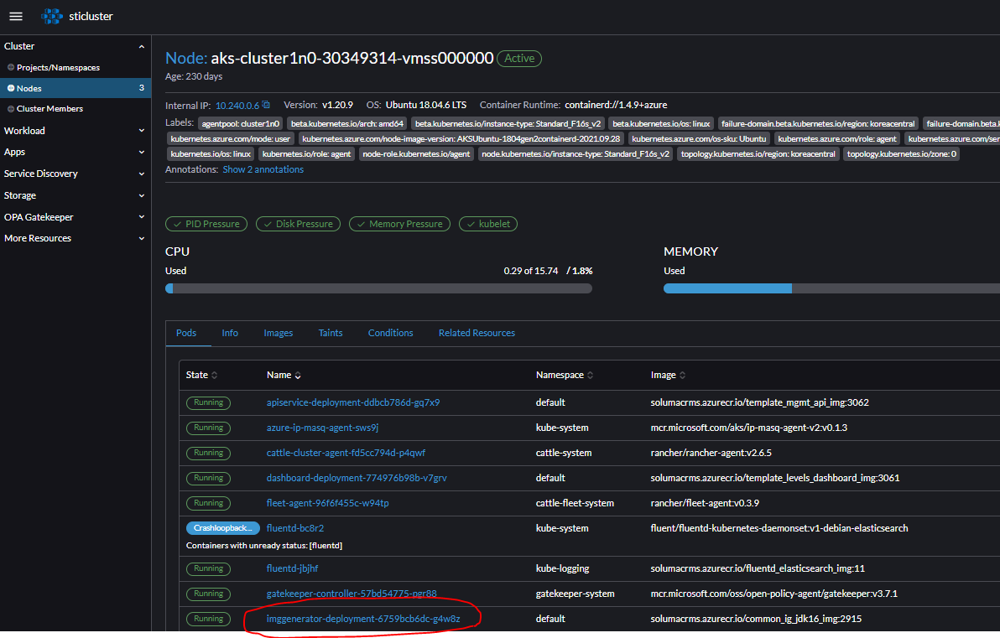 sticluster
Cluster
Projects/Namespaces
Nodes 3
Cluster Members
Workload
Apps
Service Discovery
Storage
OPA Gatekeeper
More Resources
Node: aks-cluster1n0-30349314-vmss000000 Active
Age: 230 days
Internal IP: 10.240.0.6 Version: v1.20.9 OS: Ubuntu 18.04.6 LTS Container Runtime: containerd://1.4.9+azure
Labels: agentpool: cluster1n0 beta.kubernetes.io/arch: amd64 beta.kubernetes.io/instance-type: Standard_F16s_v2 beta.kubernetes.io/os: linux failure-domain.beta.kubernetes.io/region: koreacentral failure-domain.beta.k
kubernetes.azure.com/mode: user kubernetes.azure.com/node-image-version: AKSUbuntu-1804gen2containerd-2021.09.28 kubernetes.azure.com/os-sku: Ubuntu kubernetes.azure.com/role: agent kubernetes.io/ser
kubernetes.io/os: linux kubernetes.io/role: agent node-role.kubernetes.io/agent node.kubernetes.io/instance-type: Standard_F16s_v2 topology.kubernetes.io/region: koreacentral topology.kubernetes.io/zone: 0
Annotations: Show 2 annotations
PID Pressure Disk Pressure Memory Pressure kubelet
CPU
Used 0.29 of 15.74 / 1.8%
MEMORY
Used
Pods Info Images Taints Conditions Related Resources
State Name Namespace Image
Running apiservice-deployment-ddbcb786d-gq7x9 default solumacrms.azurecr.io/template_mgmt_api_img:3062
Running azure-ip-masq-agent-sws9j kube-system mcr.microsoft.com/aks/ip-masq-agent-v2:v0.1.3
Running cattle-cluster-agent-fd5cc794d-p4qwf cattle-system rancher/rancher-agent:v2.6.5
Running dashboard-deployment-774976b98b-v7grv default solumacrms.azurecr.io/template_levels_dashboard_img:3061
Running fleet-agent-96f6f455c-w94tp cattle-fleet-system rancher/fleet-agent:v0.3.9
Crashloopback... fluentd-bc8r2 kube-system fluent/fluentd-kubernetes-daemonset:v1-debian-elasticsearch
Containers with unready status: [fluentd]
Running fluentd-jbjhf kube-logging solumacrms.azurecr.io/fluentd_elasticsearch_img:11
Running gatekeeper-controller-57bd54775-pgr88 gatekeeper-system mcr.microsoft.com/oss/open-policy-agent/gatekeeper:v3.7.1
Running imggenerator-deployment-6759bcb6dc-g4w8z default solumacrms.azurecr.io/common_ig_jdk16_img:2915